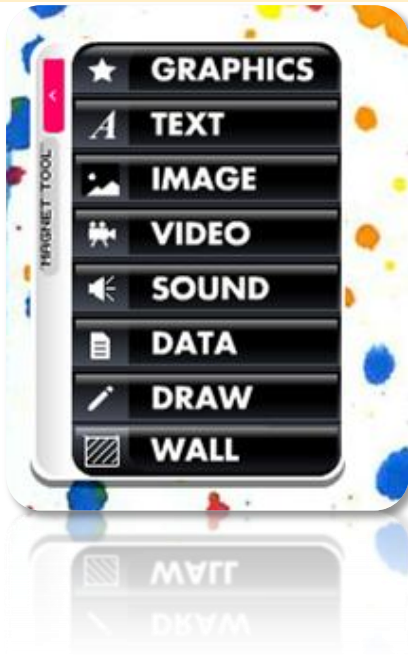 MAGNET TOOL
GRAPHICS
TEXT
IMAGE
VIDEO
SOUND
DATA
DRAW
WALL